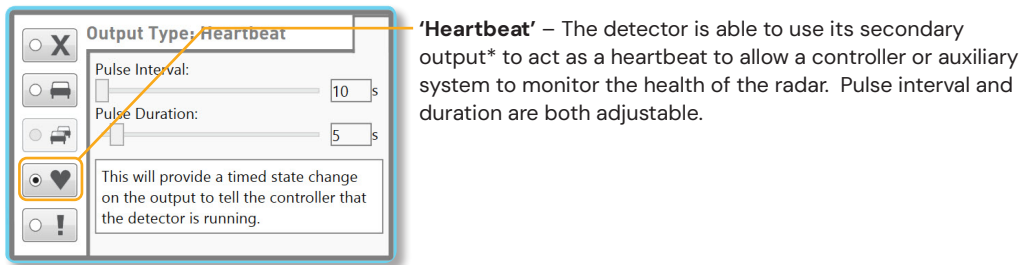 Output Type: Heartbeat
Pulse Interval:
10 s
Pulse Duration:
5 s
This will provide a timed state change
on the output to tell the controller that
the detector is running.
X
!
‘Heartbeat’ – The detector is able to use its secondary
output* to act as a heartbeat to allow a controller or auxiliary
system to monitor the health of the radar. Pulse interval and
duration are both adjustable.